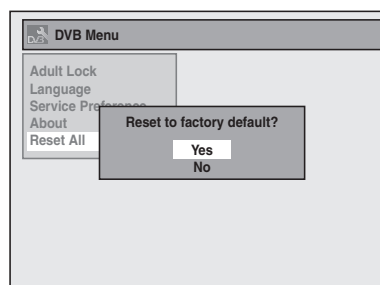 DVB Menu
Adult Lock
Language
Service Preference
About
Reset All
Reset to factory default?
Yes
No